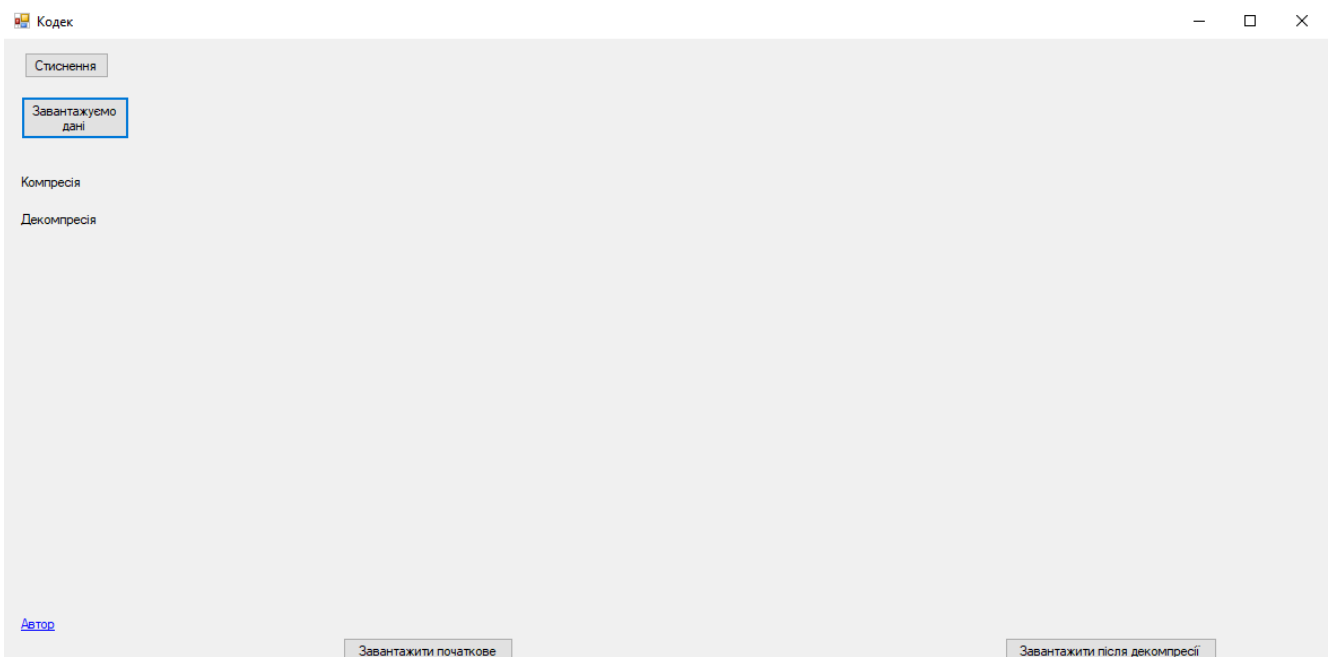 Кодек
Стиснення
Завантажуємо
дані
Компресія
Декомпресія
Автор
Завантажити початкове
Завантажити після декомпресії